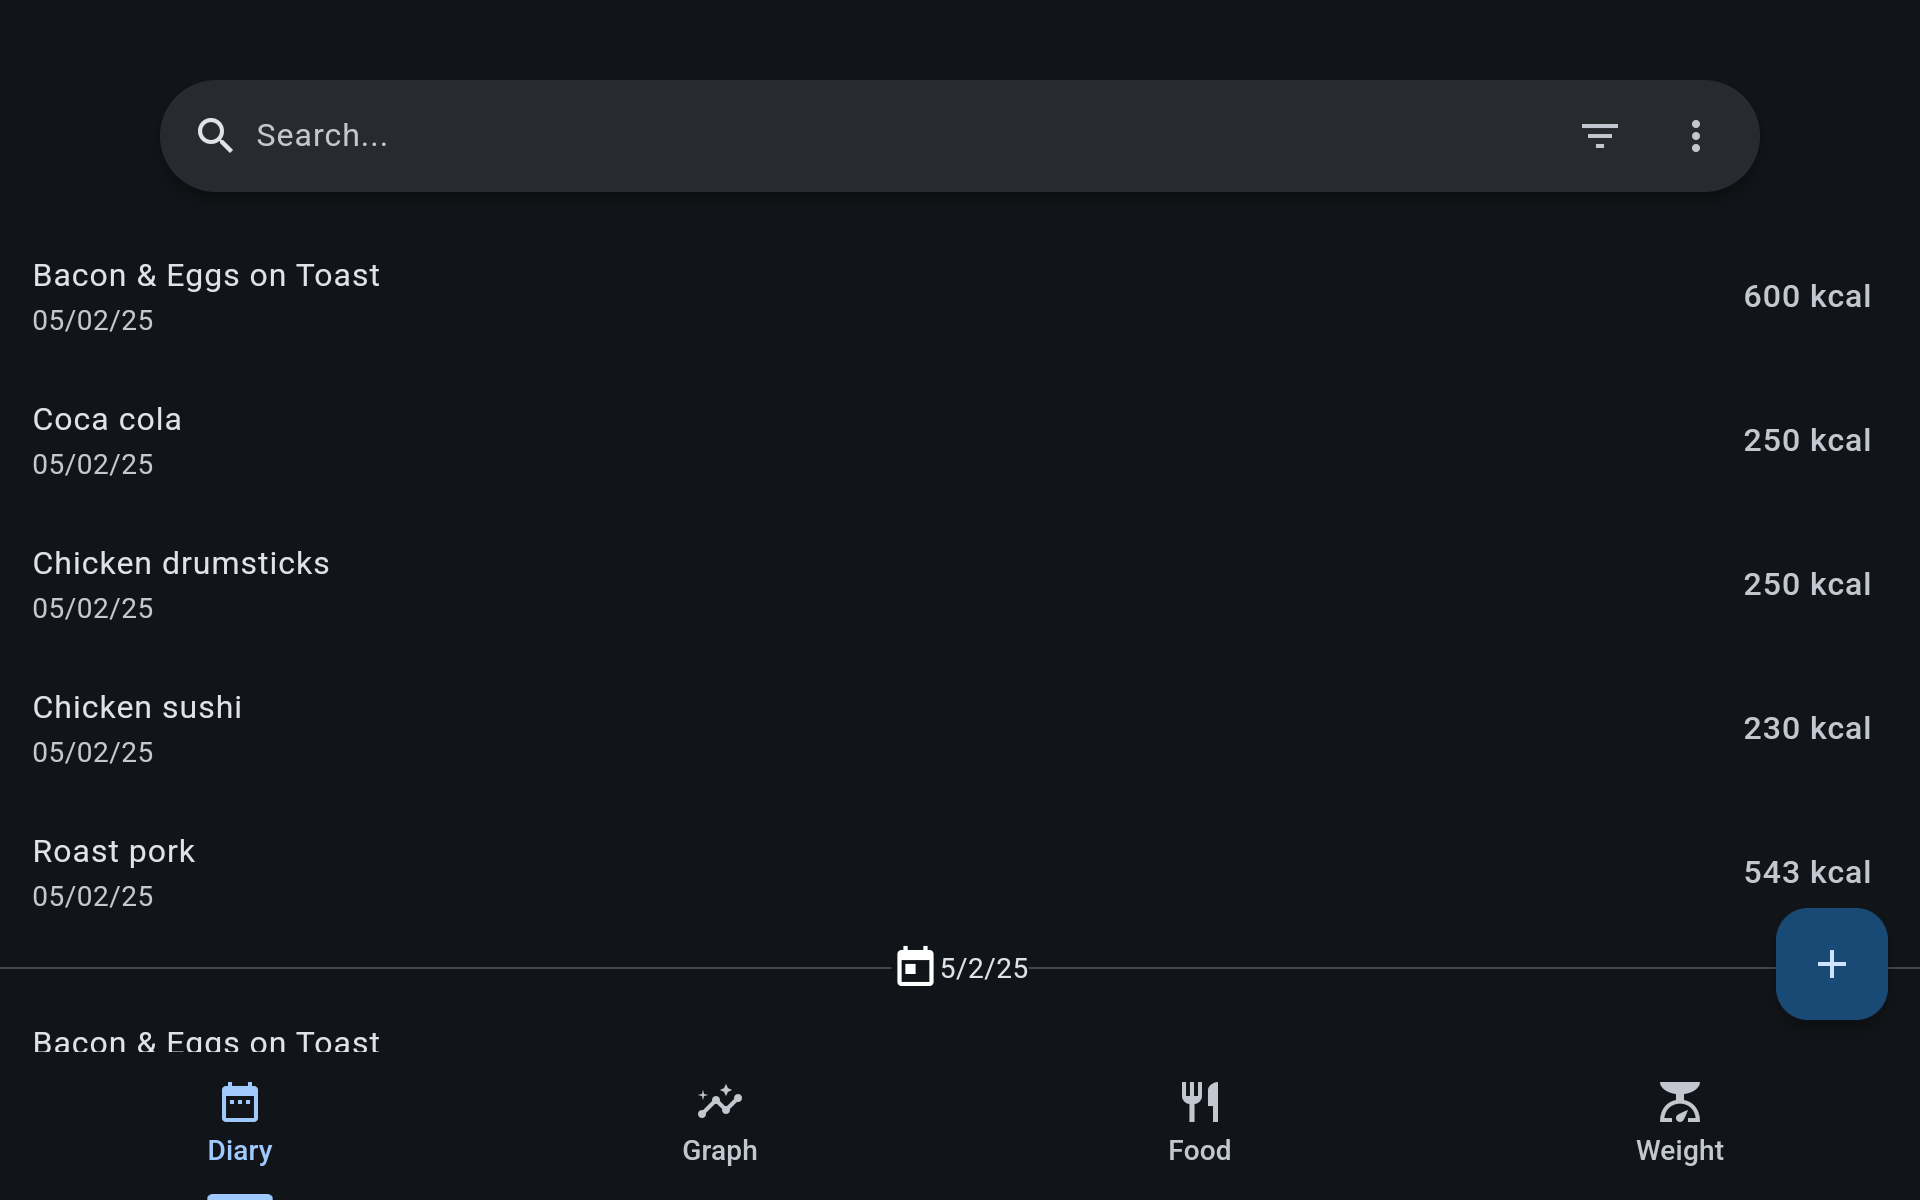 Search...
Bacon & Eggs on Toast
05/02/25
600 kcal
Coca cola
05/02/25
250 kcal
Chicken drumsticks
05/02/25
250 kcal
Chicken sushi
05/02/25
230 kcal
Roast pork
05/02/25
543 kcal
5/2/25
Bacon & Eggs on Toast
Diary
Graph
Food
Weight